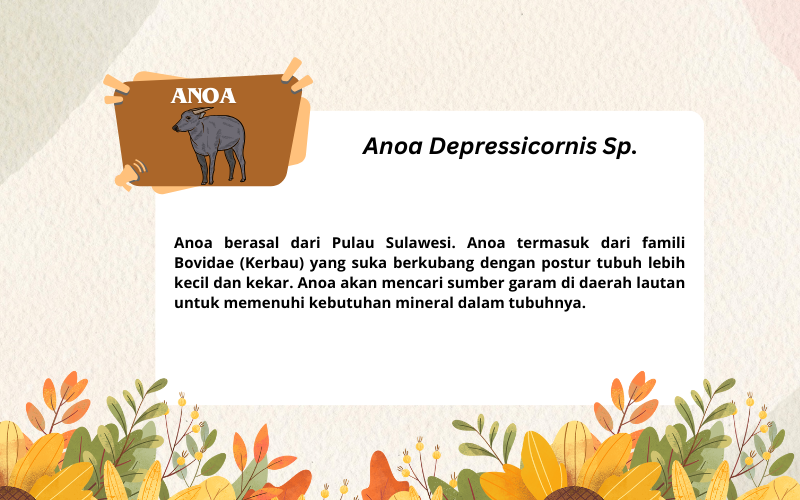 ANOA
Anoa Depressicornis Sp.
Anoa berasal dari Pulau Sulawesi. Anoa termasuk dari famili
Bovidae (Kerbau) yang suka berkubang dengan postur tubuh lebih
kecil dan kekar. Anoa akan mencari sumber garam di daerah lautan
untuk memenuhi kebutuhan mineral dalam tubuhnya.